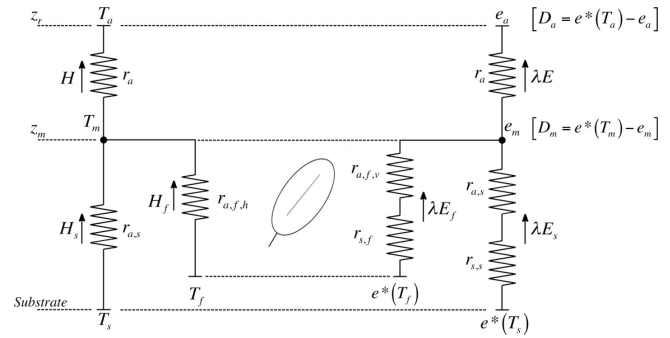 z_r T_a e_a [D_a = e*(T_a) − e_a]
H r_a r_a λE
z_m T_m e_m [D_m = e*(T_m) − e_m]
H_s r_{a,s} H_f r_{a,f,h} r_{a,f,v} λE_f r_{a,s} λE_s
r_{s,f} r_{s,s}
T_f e*(T_f)
Substrate T_s e*(T_s)